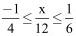 -1/4 ≤ x/12 ≤ 1/6